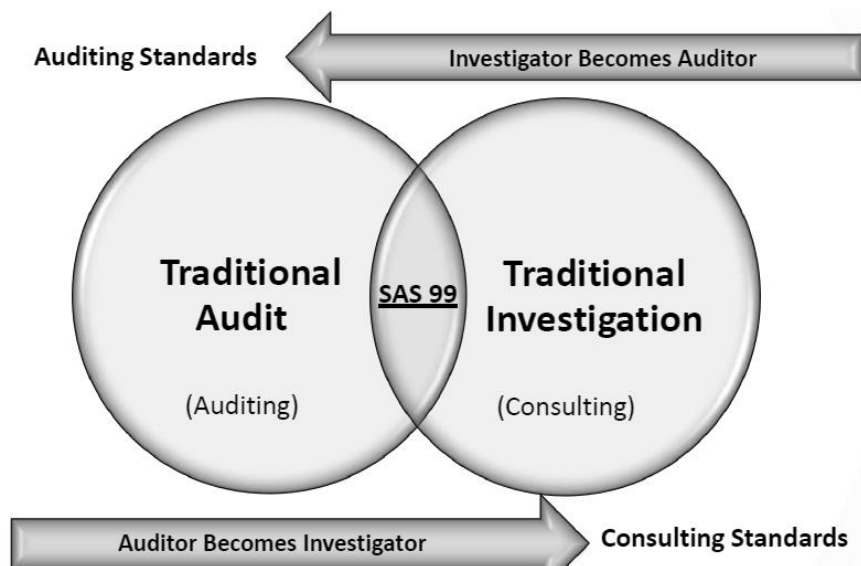 Auditing Standards
Investigator Becomes Auditor
Traditional
Audit
(Auditing)
SAS 99
Traditional
Investigation
(Consulting)
Auditor Becomes Investigator
Consulting Standards